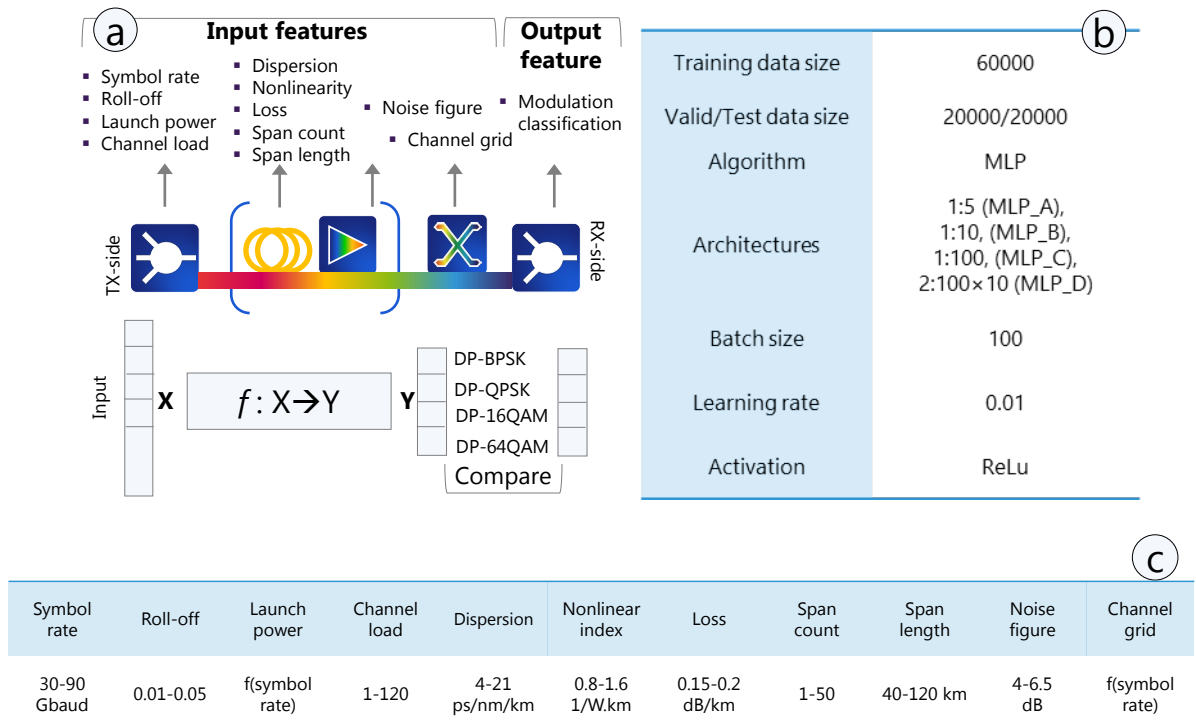 a
Input features
Output
feature
▪ Symbol rate
▪ Roll-off
▪ Launch power
▪ Channel load
▪ Dispersion
▪ Nonlinearity
▪ Loss
▪ Span count
▪ Span length
▪ Noise figure
▪ Channel grid
▪ Modulation
classification
TX-side
RX-side
Input
X
f : X→Y
Y
DP-BPSK
DP-QPSK
DP-16QAM
DP-64QAM
Compare
b
Training data size 60000
Valid/Test data size 20000/20000
Algorithm MLP
Architectures
1:5 (MLP_A),
1:10, (MLP_B),
1:100, (MLP_C),
2:100×10 (MLP_D)
Batch size 100
Learning rate 0.01
Activation ReLu
c
Symbol
rate
Roll-off
Launch
power
Channel
load
Dispersion
Nonlinear
index
Loss
Span
count
Span
length
Noise
figure
Channel
grid
30-90
Gbaud
0.01-0.05
f(symbol
rate)
1-120
4-21
ps/nm/km
0.8-1.6
1/W.km
0.15-0.2
dB/km
1-50
40-120 km
4-6.5
dB
f(symbol
rate)